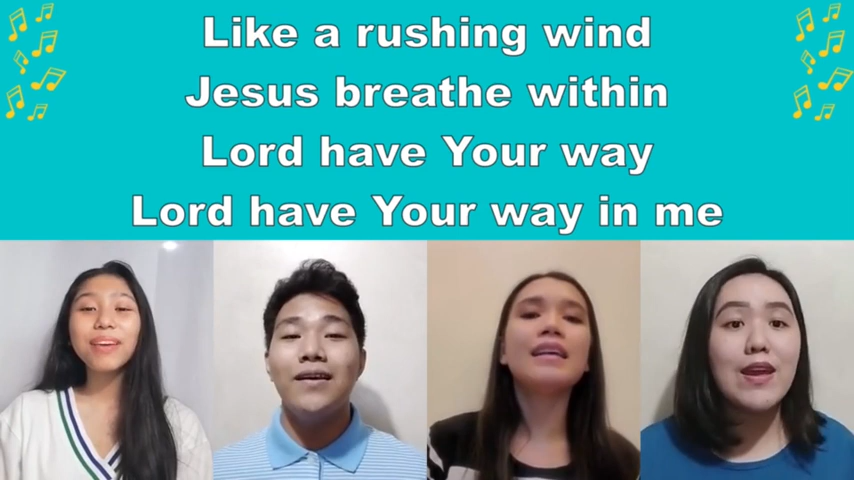 Like a rushing wind
Jesus breathe within
Lord have Your way
Lord have Your way in me